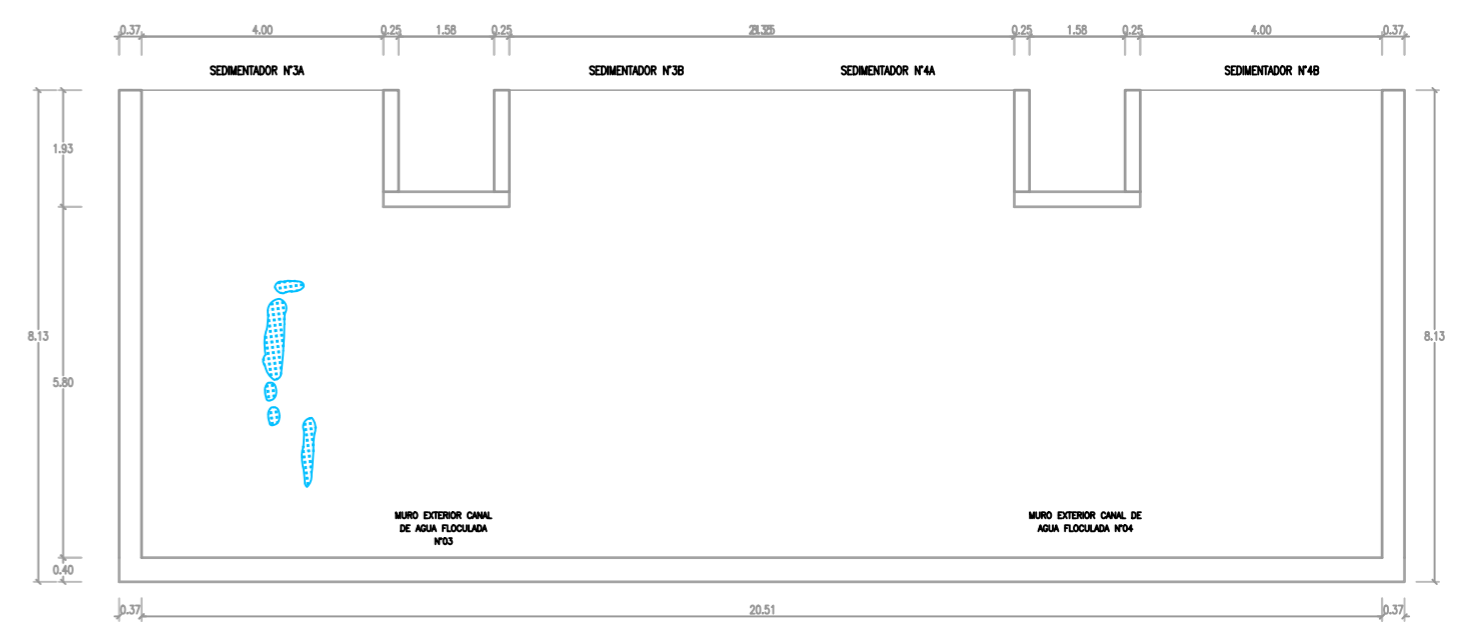 0.37 4.00 0.25 1.58 0.25 0.25 1.58 0.25 4.00 0.37
SEDIMENTADOR N°3A SEDIMENTADOR N°3B SEDIMENTADOR N°4A SEDIMENTADOR N°4B
1.93
8.13 8.13
5.80
MURO EXTERIOR CANAL
DE AGUA FLOCULADA
N°03
MURO EXTERIOR CANAL DE
AGUA FLOCULADA N°04
0.40
0.37 20.51 0.37